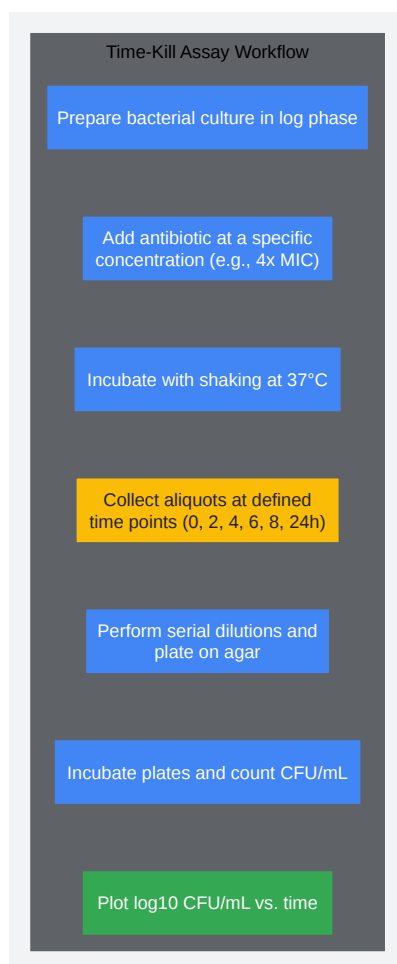 Time-Kill Assay Workflow
Prepare bacterial culture in log phase
Add antibiotic at a specific
concentration (e.g., 4x MIC)
Incubate with shaking at 37°C
Collect aliquots at defined
time points (0, 2, 4, 6, 8, 24h)
Perform serial dilutions and
plate on agar
Incubate plates and count CFU/mL
Plot log10 CFU/mL vs. time